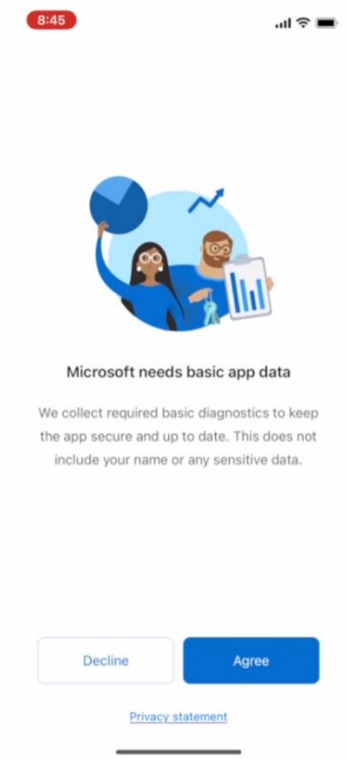 8:45
Microsoft needs basic app data
We collect required basic diagnostics to keep
the app secure and up to date. This does not
include your name or any sensitive data.
Decline
Agree
Privacy statement